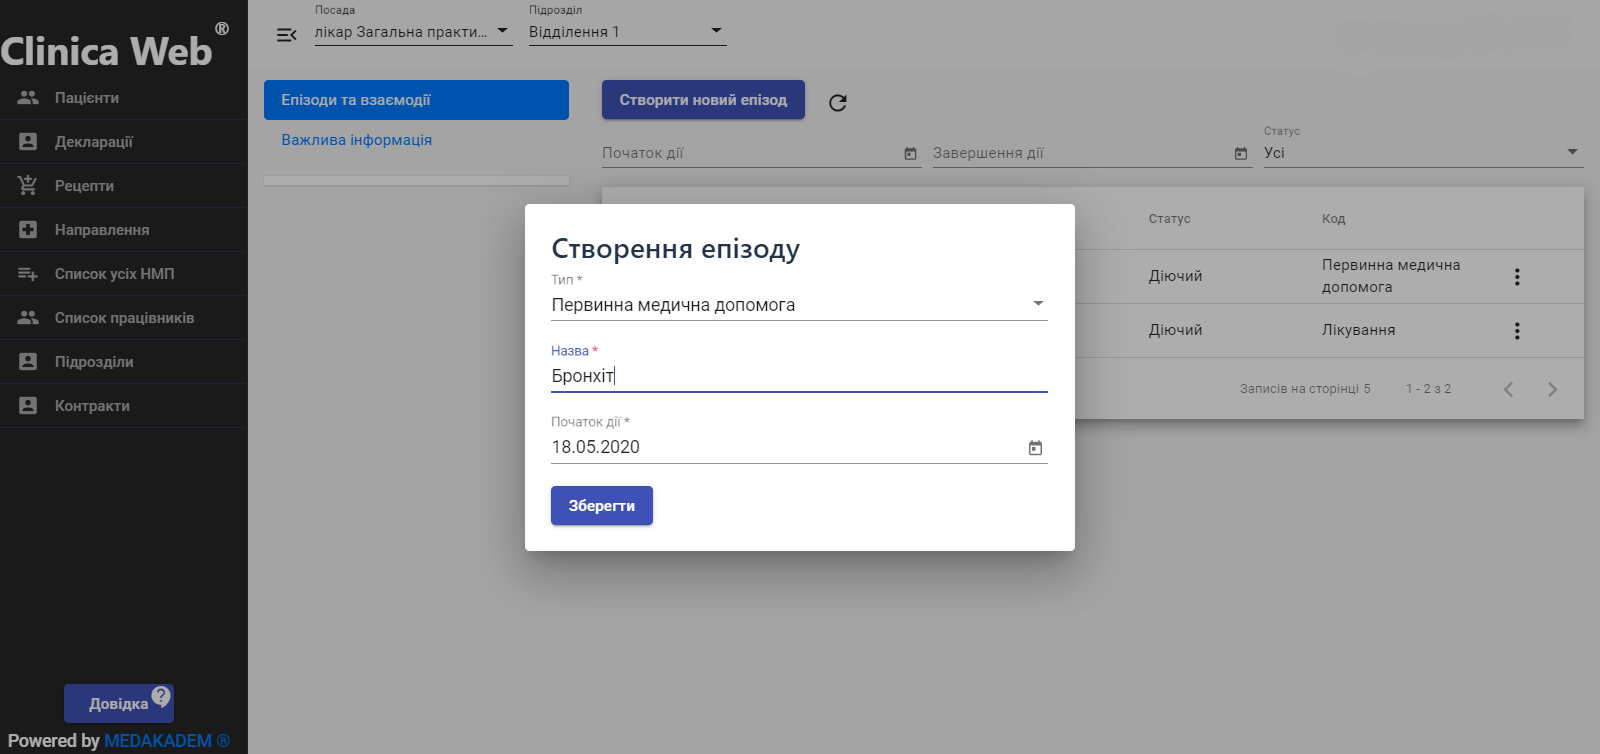 Clinica Web ®
Пацієнти
Декларації
Рецепти
Направлення
Список усіх НМП
Список працівників
Підрозділи
Контракти
Довідка ?
Powered by MEDAKADEM ®
Посада
лікар Загальна практи...
Підрозділ
Відділення 1
Епізоди та взаємодії
Важлива інформація
Створити новий епізод
Початок дії
Завершення дії
Статус
Усі
Статус
Код
Діючий
Первинна медична
допомога
Діючий
Лікування
Записів на сторінці 5
1 - 2 з 2
Створення епізоду
Тип *
Первинна медична допомога
Назва *
Бронхіт
Початок дії *
18.05.2020
Зберегти